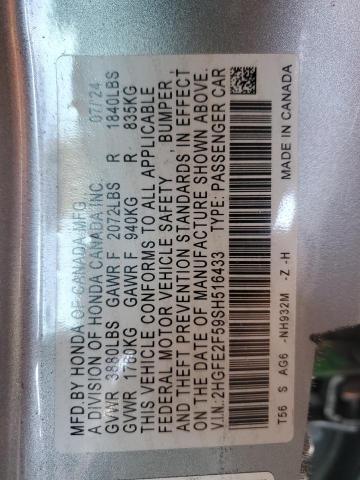 MFD.BY HONDA OF CANADA MFG. 07/24
A DIVISION OF HONDA CANADA INC.
GVWR 3880LBS GAWR F 2072LBS R 1840LBS
GVWR 1760KG GAWR F 940KG R 835KG
THIS VEHICLE CONFORMS TO ALL APPLICABLE
FEDERAL MOTOR VEHICLE SAFETY, BUMPER,
AND THEFT PREVENTION STANDARDS IN EFFECT
ON THE DATE OF MANUFACTURE SHOWN ABOVE.
V.I.N.:2HGFE2F59SH516433 TYPE: PASSENGER CAR
T56 S AG6 -NH932M -Z -H MADE IN CANADA